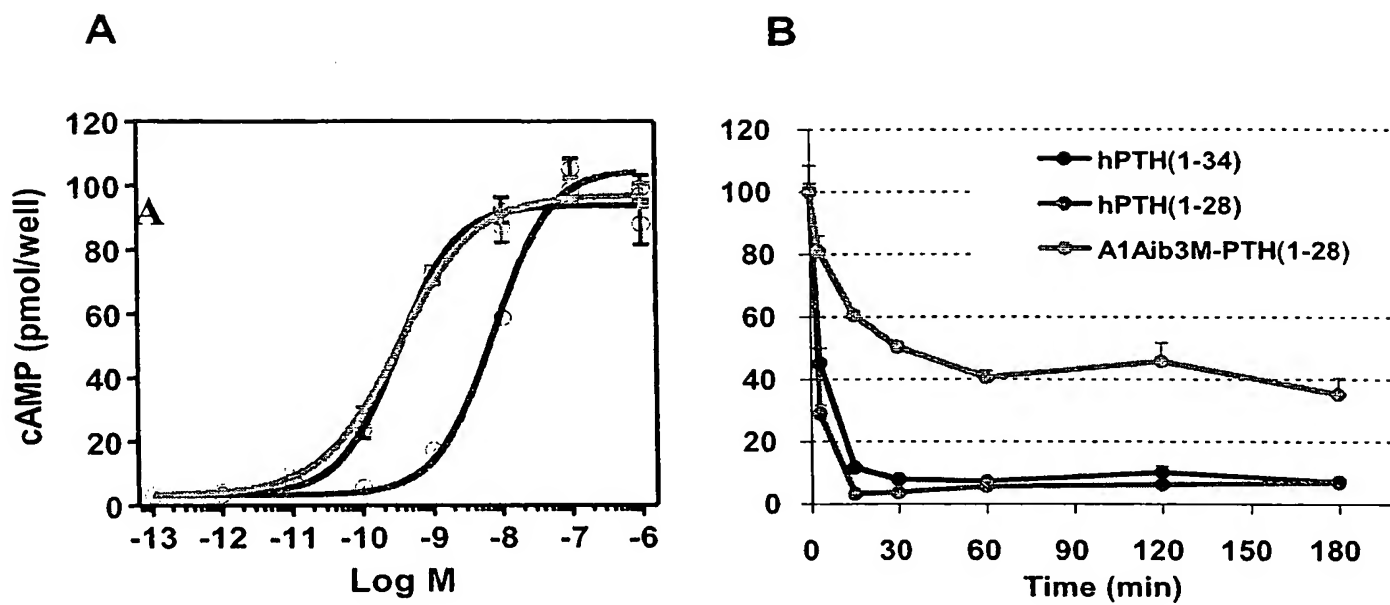 A
B
cAMP (pmol/well)
120
100
80
60
40
20
0
A
-13 -12 -11 -10 -9 -8 -7 -6
Log M
120
100
80
60
40
20
0
hPTH(1-34)
hPTH(1-28)
A1Aib3M-PTH(1-28)
0 30 60 90 120 150 180
Time (min)